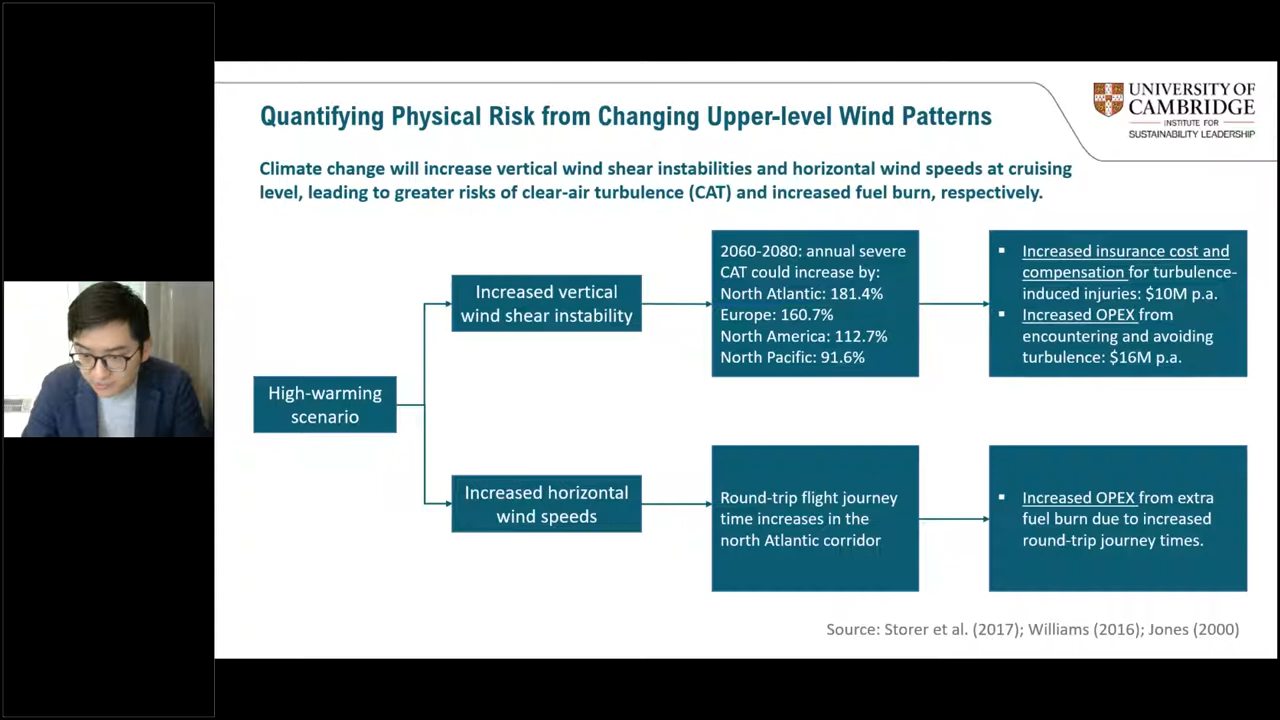 UNIVERSITY OF
CAMBRIDGE
INSTITUTE FOR
SUSTAINABILITY LEADERSHIP
Quantifying Physical Risk from Changing Upper-level Wind Patterns
Climate change will increase vertical wind shear instabilities and horizontal wind speeds at cruising
level, leading to greater risks of clear-air turbulence (CAT) and increased fuel burn, respectively.
High-warming
scenario
Increased vertical
wind shear instability
2060-2080: annual severe
CAT could increase by:
North Atlantic: 181.4%
Europe: 160.7%
North America: 112.7%
North Pacific: 91.6%
▪ Increased insurance cost and
compensation for turbulence-
induced injuries: $10M p.a.
▪ Increased OPEX from
encountering and avoiding
turbulence: $16M p.a.
Increased horizontal
wind speeds
Round-trip flight journey
time increases in the
north Atlantic corridor
▪ Increased OPEX from extra
fuel burn due to increased
round-trip journey times.
Source: Storer et al. (2017); Williams (2016); Jones (2000)